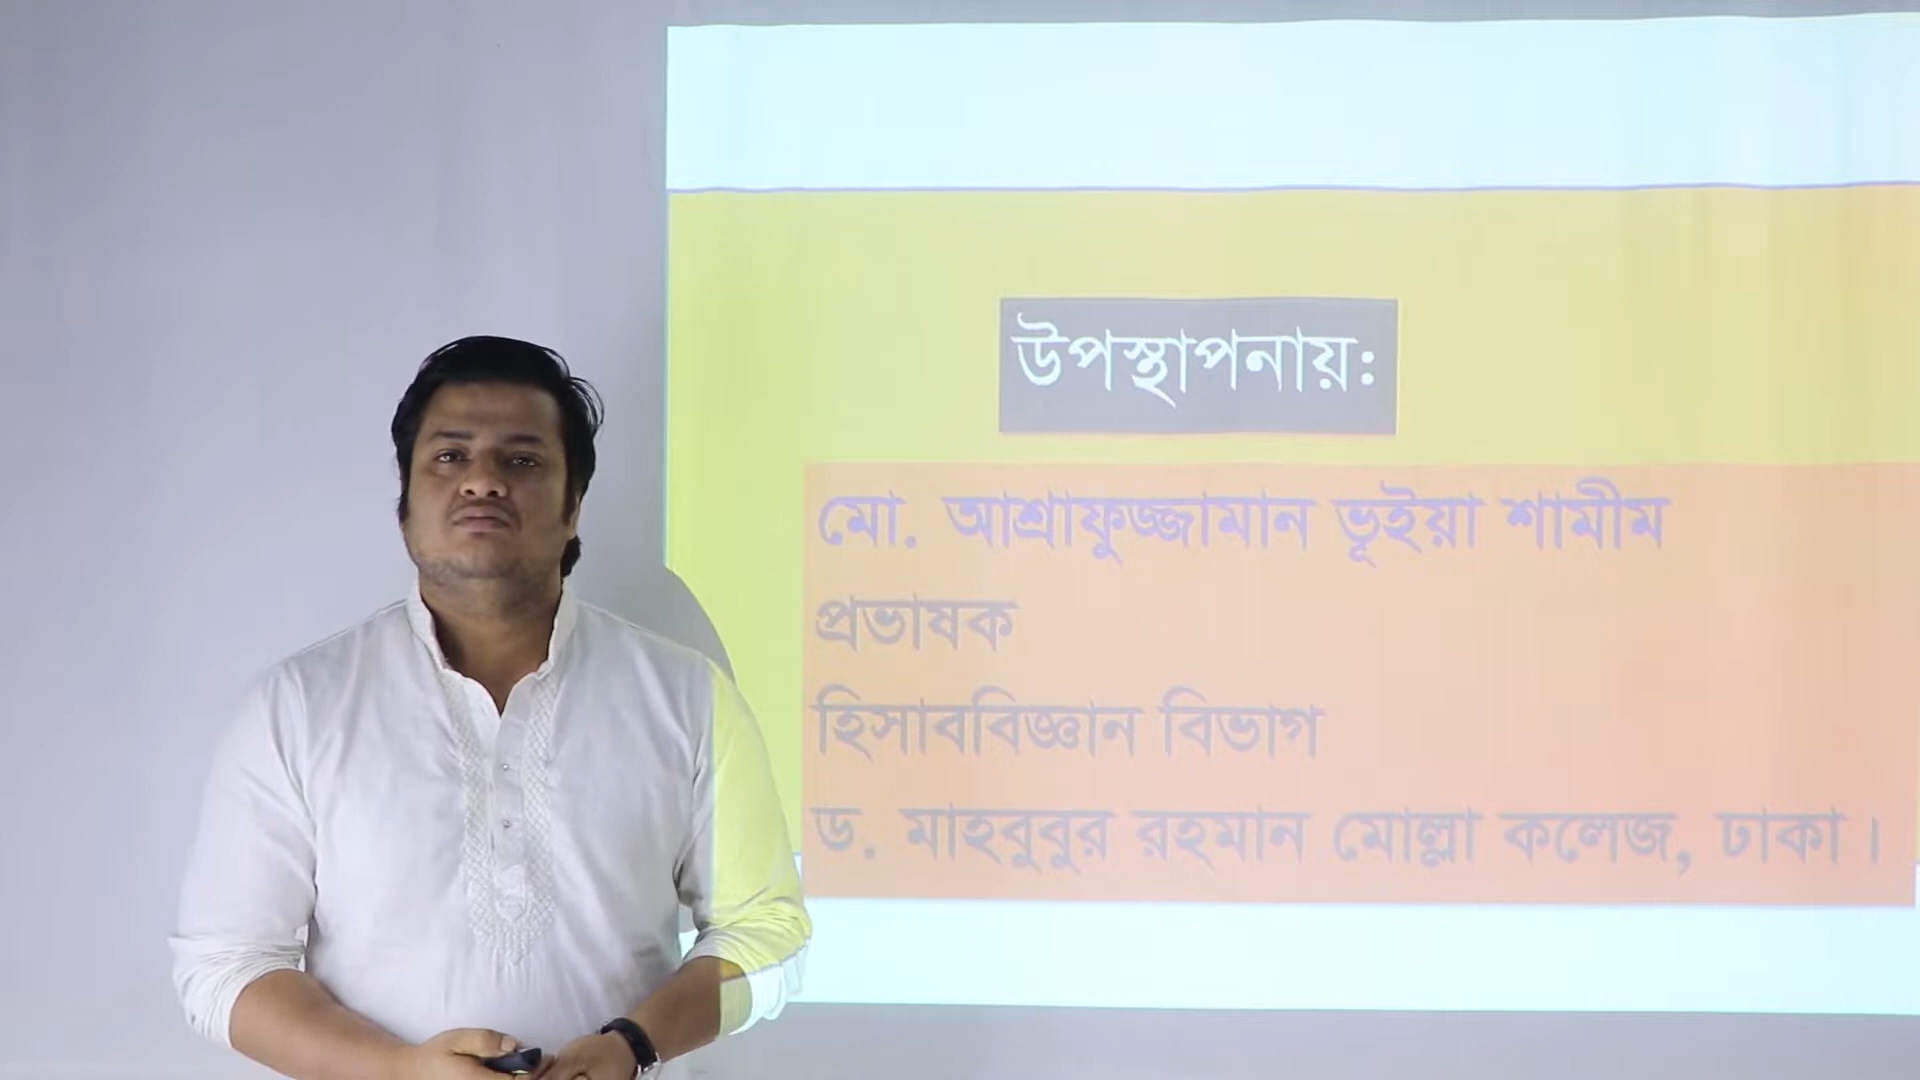 উপস্থাপনায়:
মো. আশ্রাফুজ্জামান ভূইয়া শামীম
প্রভাষক
হিসাববিজ্ঞান বিভাগ
ড. মাহবুবুর রহমান মোল্লা কলেজ, ঢাকা।